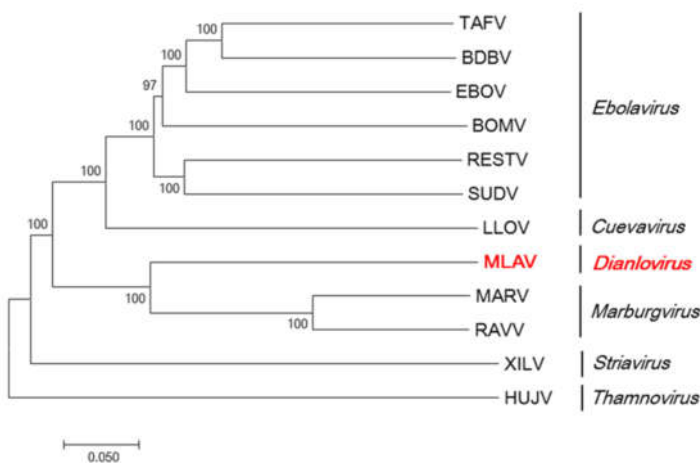 TAFV
100
BDBV
100
EBOV
97
Ebolavirus
BOMV
100
RESTV
100
SUDV
100
LLOV
Cuevavirus
100
MLAV
Dianlovirus
100
MARV
Marburgvirus
100
RAVV
XILV
Striavirus
HUJV
Thamnovirus
0.050